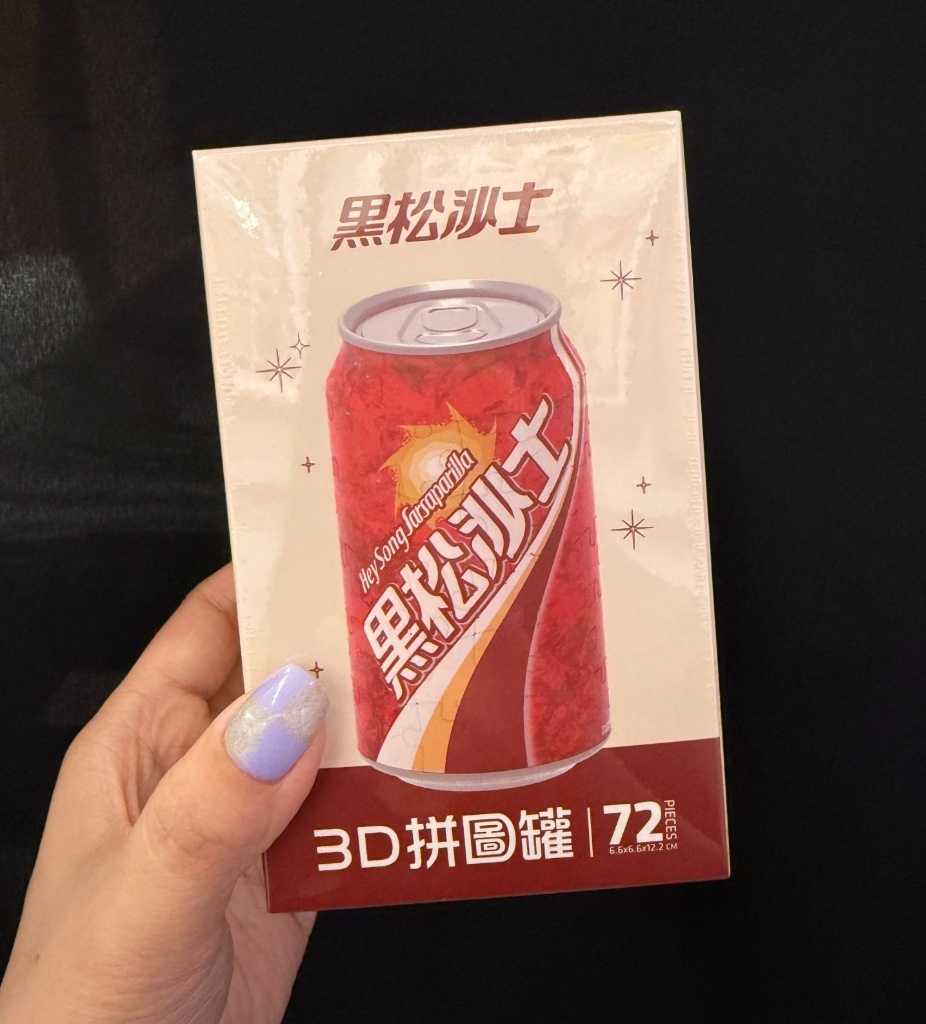 黑松沙士
HeySong Sarsaparilla
黑松沙士
3D拼圖罐
72 PIECES
6.6x6.6x12.2 CM